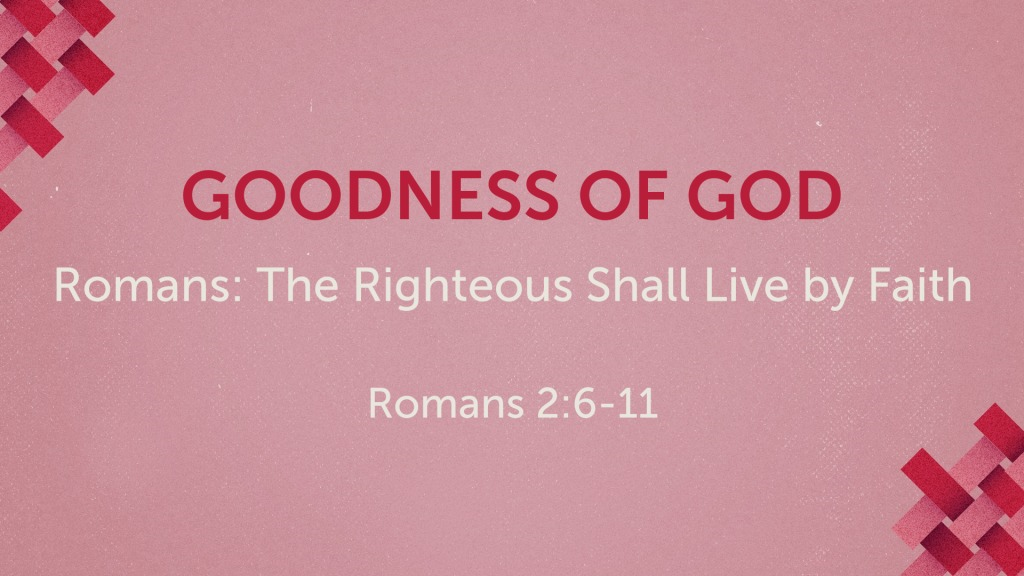 GOODNESS OF GOD
Romans: The Righteous Shall Live by Faith
Romans 2:6-11